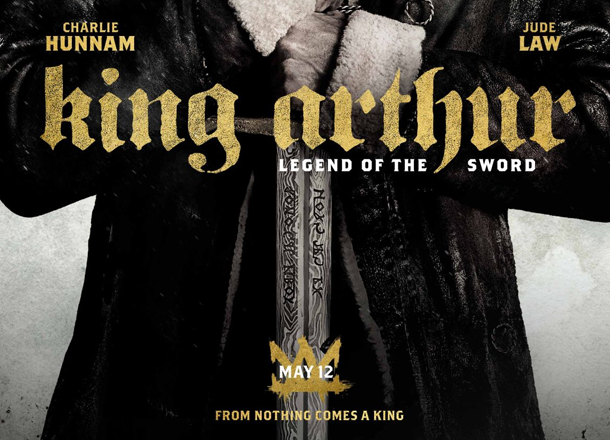 CHARLIE
HUNNAM
JUDE
LAW
king arthur
LEGEND OF THE SWORD
MAY 12
FROM NOTHING COMES A KING